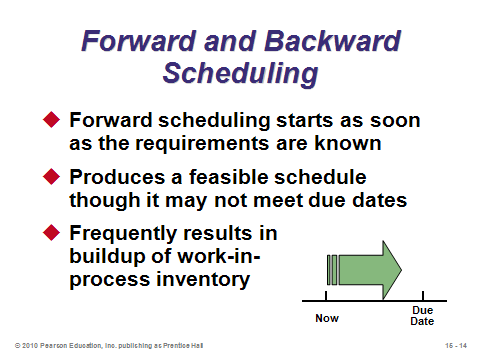 Forward and Backward
Scheduling
Forward scheduling starts as soon
as the requirements are known
Produces a feasible schedule
though it may not meet due dates
Frequently results in
buildup of work-in-
process inventory
Now
Due
Date
© 2010 Pearson Education, Inc. publishing as Prentice Hall
15 - 14